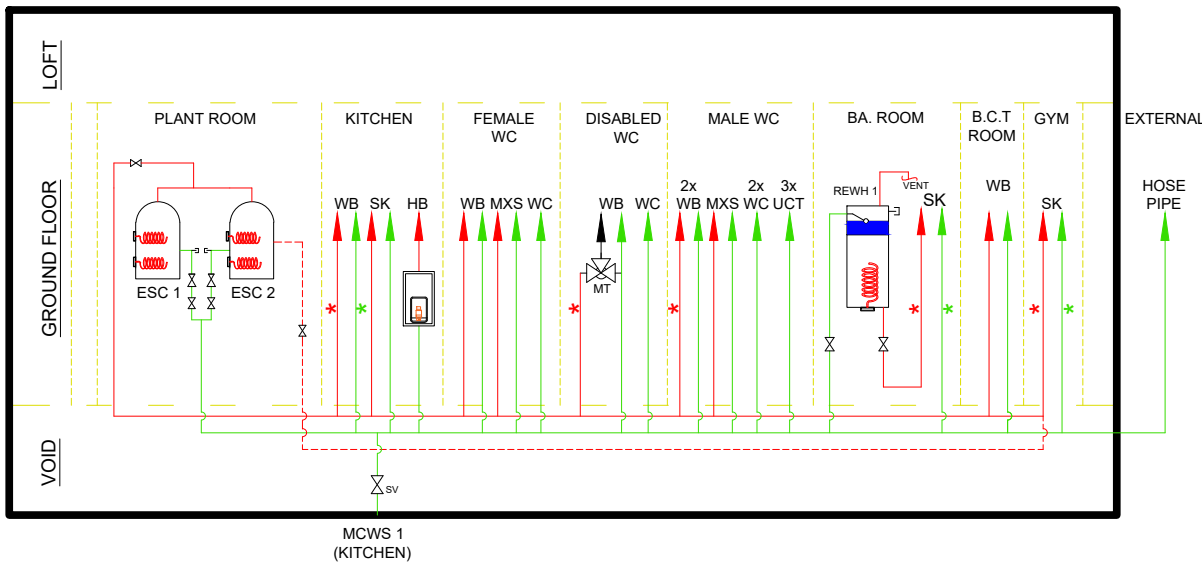 LOFT
GROUND FLOOR
VOID
PLANT ROOM
KITCHEN
FEMALE
WC
DISABLED
WC
MALE WC
BA. ROOM
B.C.T
ROOM
GYM
EXTERNAL
ESC 1
ESC 2
WB
SK
HB
WB
MXS
WC
WB
WC
MT
2x
WB
MXS
2x
WC
3x
UCT
REWH 1
VENT
SK
WB
SK
HOSE
PIPE
*
*
*
*
*
*
*
*
SV
MCWS 1
(KITCHEN)